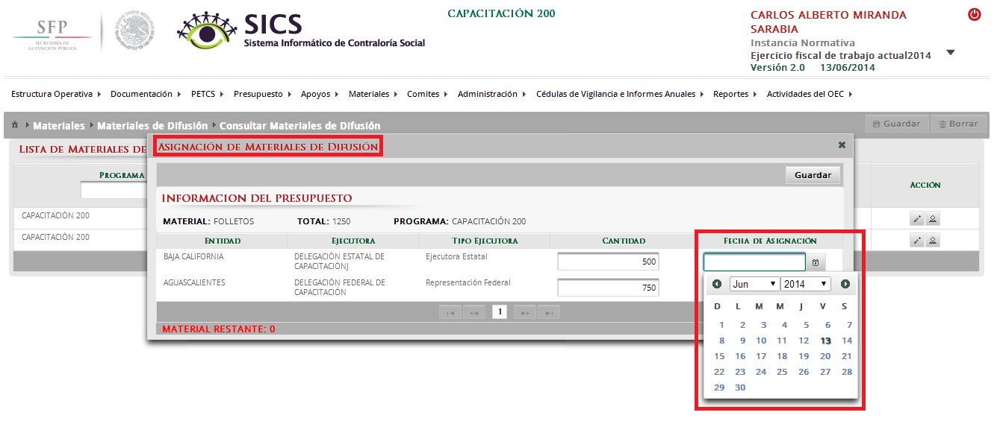 SFP
SECRETARÍA DE
LA FUNCIÓN PÚBLICA
SICS
Sistema Informático de Contraloría Social
CAPACITACIÓN 200
CARLOS ALBERTO MIRANDA
SARABIA
Instancia Normativa
Ejercicio fiscal de trabajo actual2014
Versión 2.0 13/06/2014
Estructura Operativa Documentación PETCS Presupuesto Apoyos Materiales Comites Administración Cédulas de Vigilancia e Informes Anuales Reportes Actividades del OEC
Materiales Materiales de Difusión Consultar Materiales de Difusión
Guardar Borrar
LISTA DE MATERIALES DE
ASIGNACIÓN DE MATERIALES DE DIFUSIÓN
PROGRAMA
ACCIÓN
CAPACITACIÓN 200
CAPACITACIÓN 200
Guardar
INFORMACION DEL PRESUPUESTO
MATERIAL: FOLLETOS TOTAL: 1250 PROGRAMA: CAPACITACIÓN 200
ENTIDAD EJECUTORA TIPO EJECUTORA CANTIDAD FECHA DE ASIGNACIÓN
BAJA CALIFORNIA DELEGACIÓN ESTATAL DE Ejecutora Estatal 500
CAPACITACIÓNJ
AGUASCALIENTES DELEGACIÓN FEDERAL DE Representación Federal 750
CAPACITACIÓN
1
MATERIAL RESTANTE: 0
Jun 2014
D L M M J V S
1 2 3 4 5 6 7
8 9 10 11 12 13 14
15 16 17 18 19 20 21
22 23 24 25 26 27 28
29 30